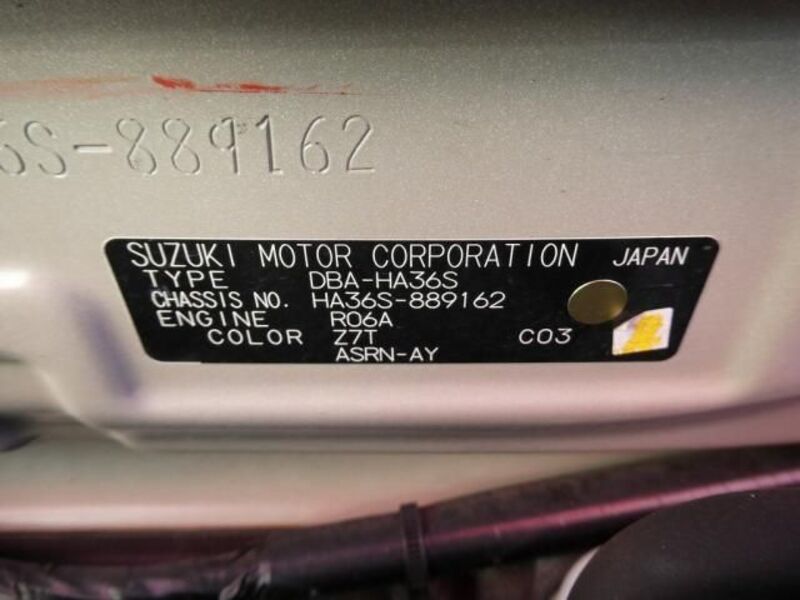 6S-889162
SUZUKI MOTOR CORPORATION JAPAN
TYPE DBA-HA36S
CHASSIS NO. HA36S-889162
ENGINE R06A
COLOR Z7T C03
ASRN-AY